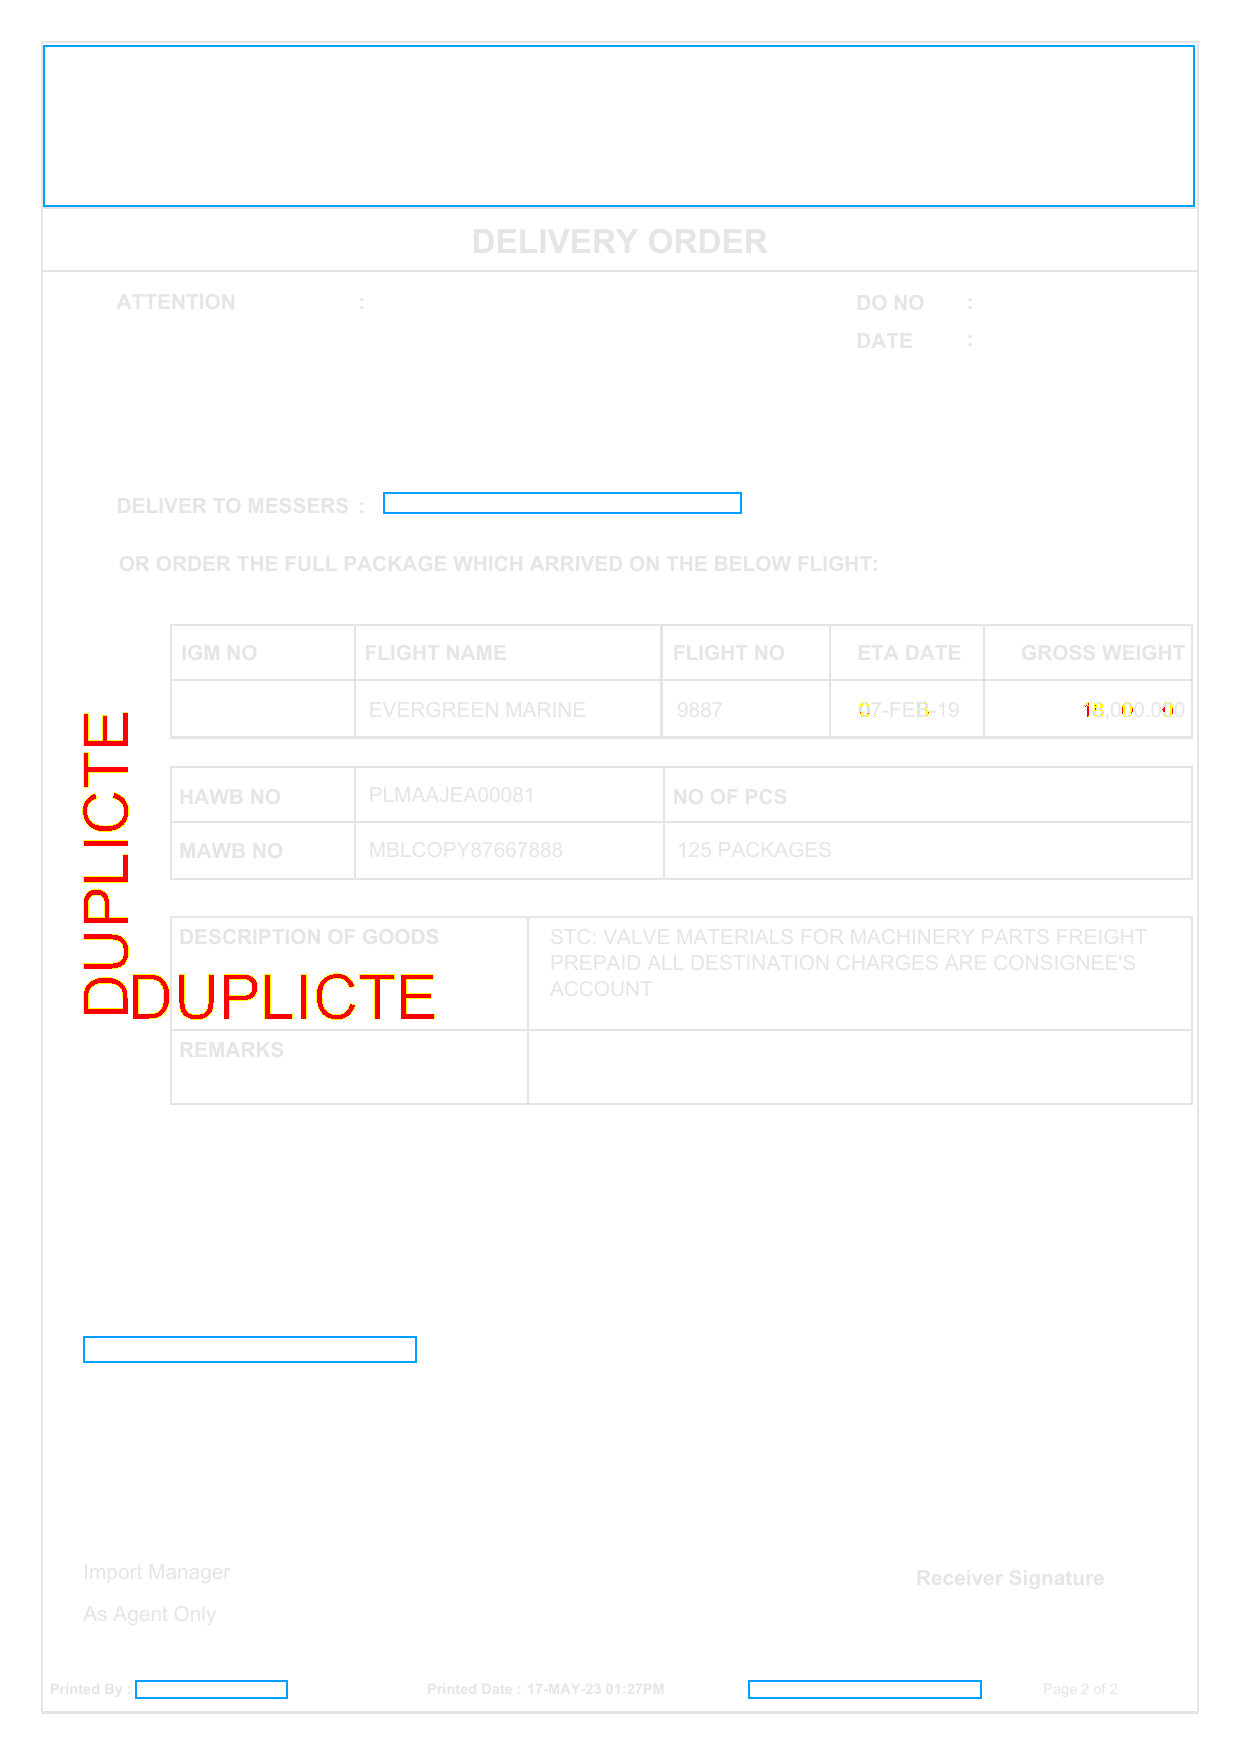 DELIVERY ORDER
ATTENTION :
DO NO :
DATE :
DELIVER TO MESSERS :
OR ORDER THE FULL PACKAGE WHICH ARRIVED ON THE BELOW FLIGHT:
IGM NO FLIGHT NAME FLIGHT NO ETA DATE GROSS WEIGHT
EVERGREEN MARINE 9887 07-FEB-19
HAWB NO PLMAAJEA00081 NO OF PCS
MAWB NO MBLCOPY87667888 125 PACKAGES
DUPLICTE
DESCRIPTION OF GOODS STC: VALVE MATERIALS FOR MACHINERY PARTS FREIGHT
PREPAID ALL DESTINATION CHARGES ARE CONSIGNEE'S
ACCOUNT
DUPLICTE
REMARKS
Import Manager
Receiver Signature
As Agent Only
Printed By : Printed Date : 17-MAY-23 01:27PM Page 2 of 2